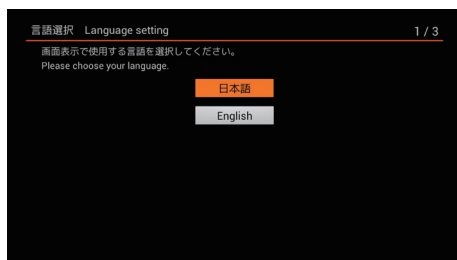 言語選択 Language setting 1 / 3
画面表示で使用する言語を選択してください。
Please choose your language.
日本語
English